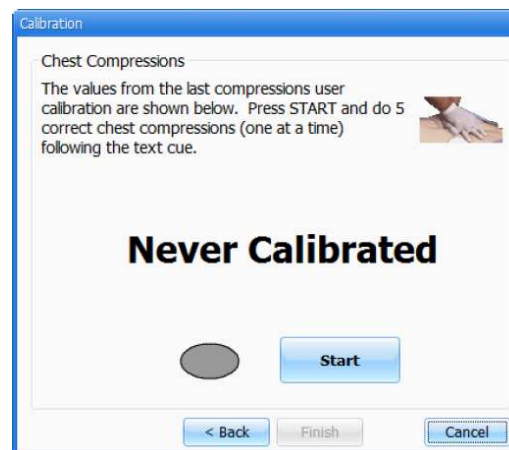 Calibration
Chest Compressions
The values from the last compressions user
calibration are shown below. Press START and do 5
correct chest compressions (one at a time)
following the text cue.
Never Calibrated
Start
< Back
Finish
Cancel